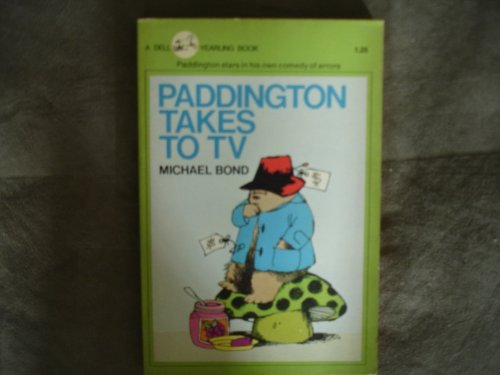 A DELL YEARLING BOOK 1.25
Paddington stars in his own comedy of errors
PADDINGTON
TAKES
TO TV
MICHAEL BOND